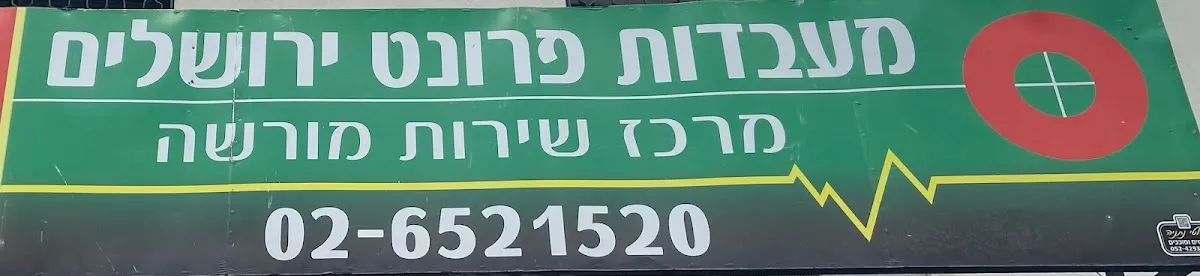 מעבדות פרונט ירושלים
מרכז שירות מורשה
02-6521520